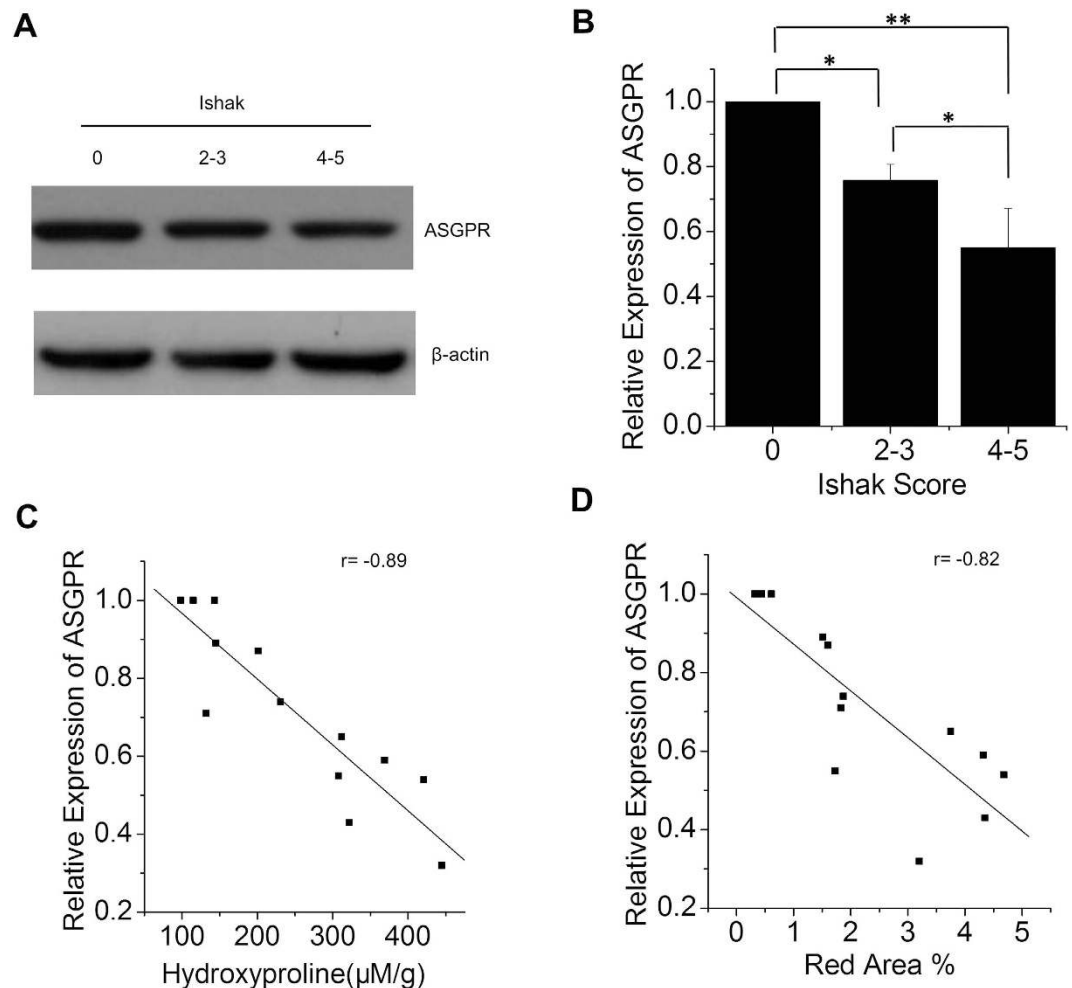 A
Ishak
0 2-3 4-5
ASGPR
β-actin
B
Relative Expression of ASGPR
1.0
0.8
0.6
0.4
0.2
0.0
**
*
*
0 2-3 4-5
Ishak Score
C
Relative Expression of ASGPR
r= -0.89
1.0
0.8
0.6
0.4
0.2
100 200 300 400
Hydroxyproline(µM/g)
D
Relative Expression of ASGPR
r= -0.82
1.0
0.8
0.6
0.4
0.2
0 1 2 3 4 5
Red Area %